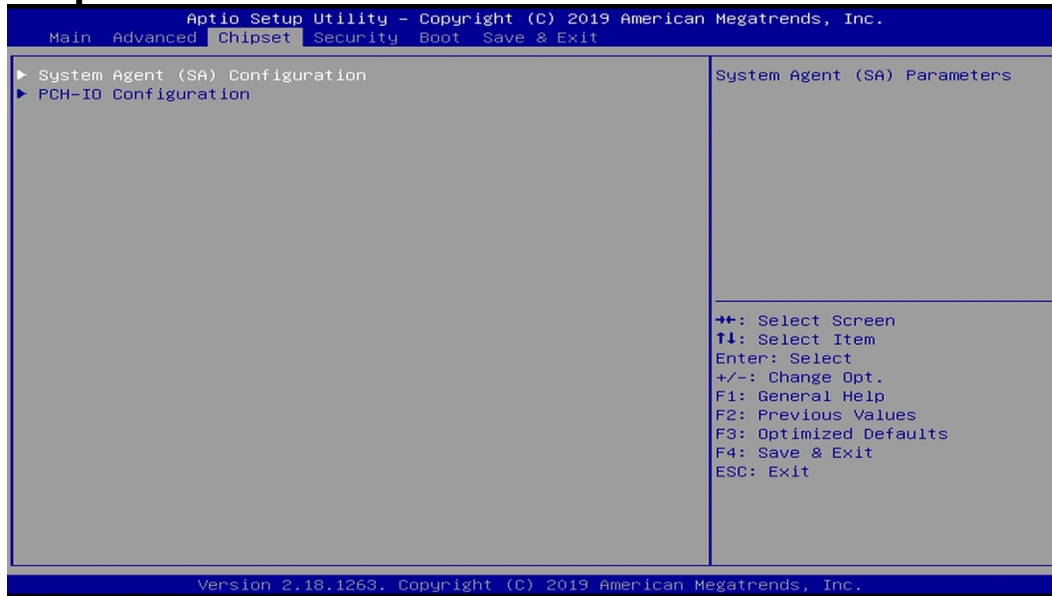 Aptio Setup Utility – Copyright (C) 2019 American Megatrends, Inc.
Main Advanced Chipset Security Boot Save & Exit
► System Agent (SA) Configuration
► PCH-IO Configuration
System Agent (SA) Parameters
→←: Select Screen
↑↓: Select Item
Enter: Select
+/-: Change Opt.
F1: General Help
F2: Previous Values
F3: Optimized Defaults
F4: Save & Exit
ESC: Exit
Version 2.18.1263. Copyright (C) 2019 American Megatrends, Inc.